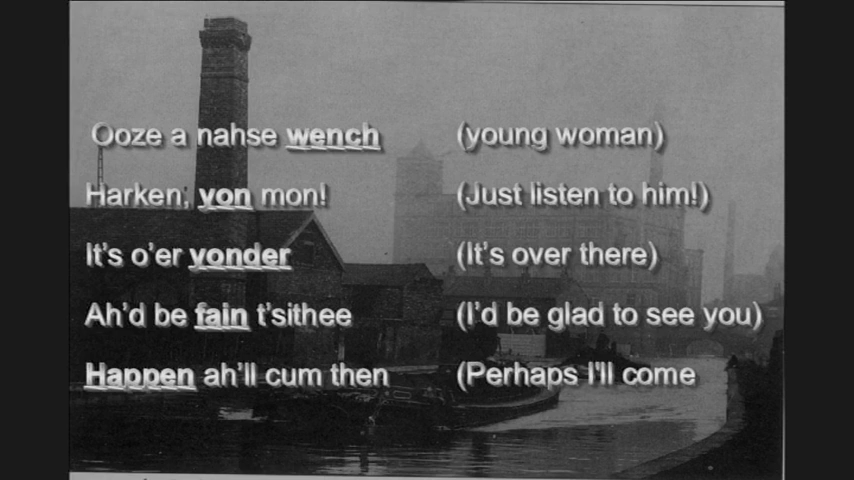 Ooze a nahse wench (young woman)
Harken, yon mon! (Just listen to him!)
It's o'er yonder (It's over there)
Ah'd be fain t'sithee (I'd be glad to see you)
Happen ah'll cum then (Perhaps I'll come